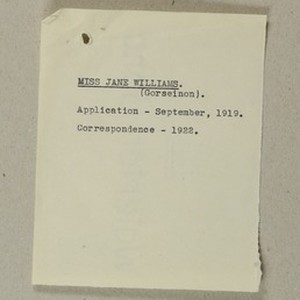 MISS JANE WILLIAMS.
(Gorseinon).
Application - September, 1919.
Correspondence - 1922.